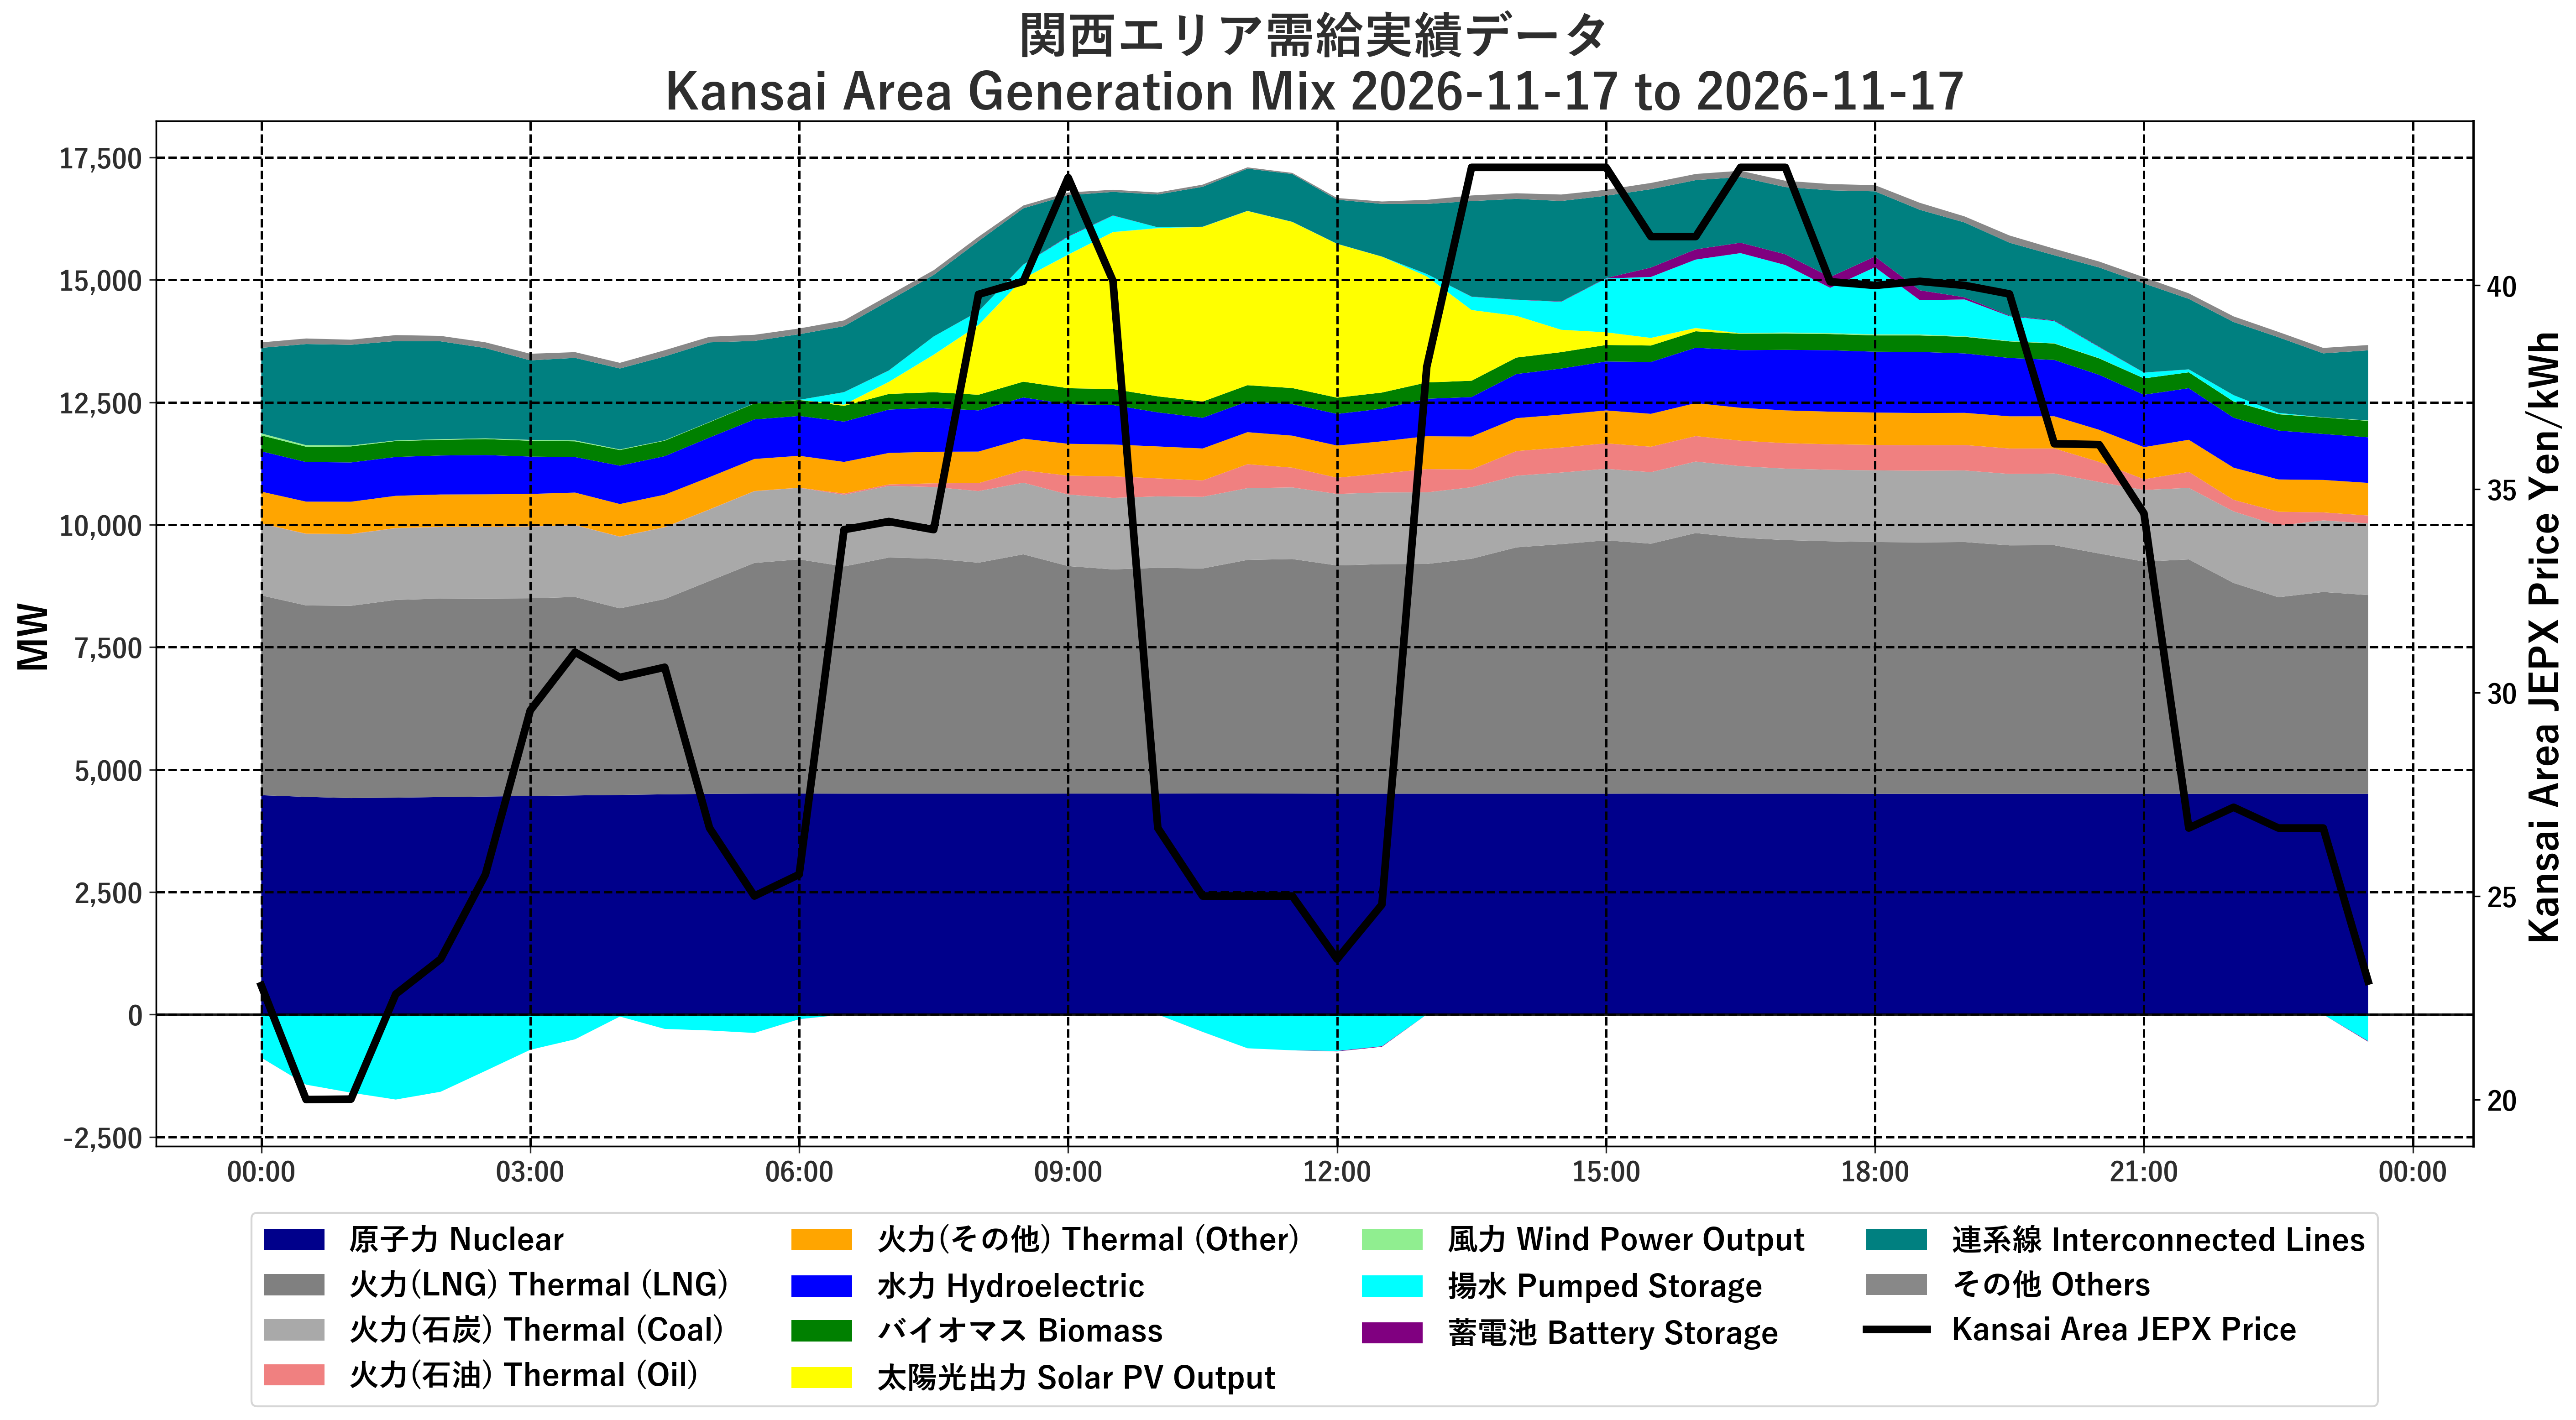 関西エリア需給実績データ
Kansai Area Generation Mix 2026-11-17 to 2026-11-17
MW
17,500
15,000
12,500
10,000
7,500
5,000
2,500
0
-2,500
40
35
30
25
20
Kansai Area JEPX Price Yen/kWh
00:00 03:00 06:00 09:00 12:00 15:00 18:00 21:00 00:00
原子力 Nuclear
火力(LNG) Thermal (LNG)
火力(石炭) Thermal (Coal)
火力(石油) Thermal (Oil)
火力(その他) Thermal (Other)
水力 Hydroelectric
バイオマス Biomass
太陽光出力 Solar PV Output
風力 Wind Power Output
揚水 Pumped Storage
蓄電池 Battery Storage
連系線 Interconnected Lines
その他 Others
Kansai Area JEPX Price